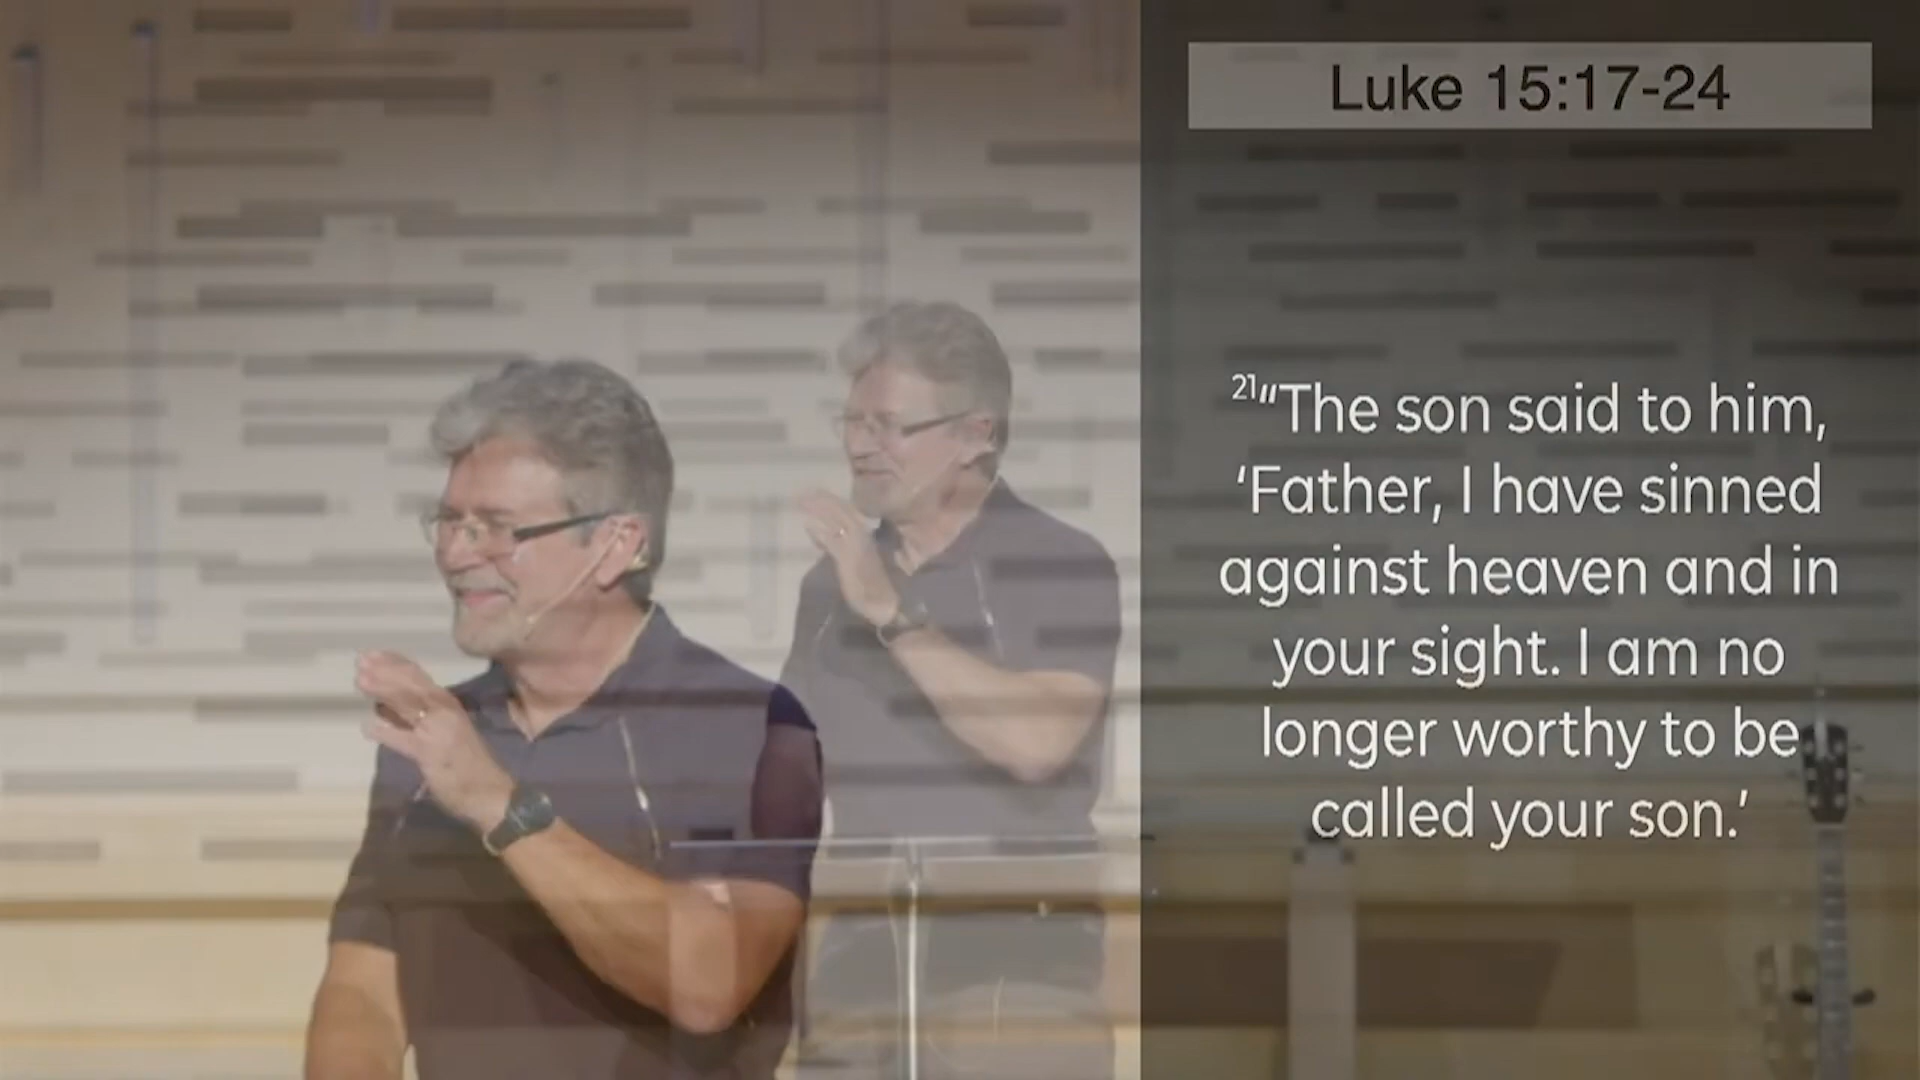 Luke 15:17-24
21"The son said to him,
'Father, I have sinned
against heaven and in
your sight. I am no
longer worthy to be
called your son.'